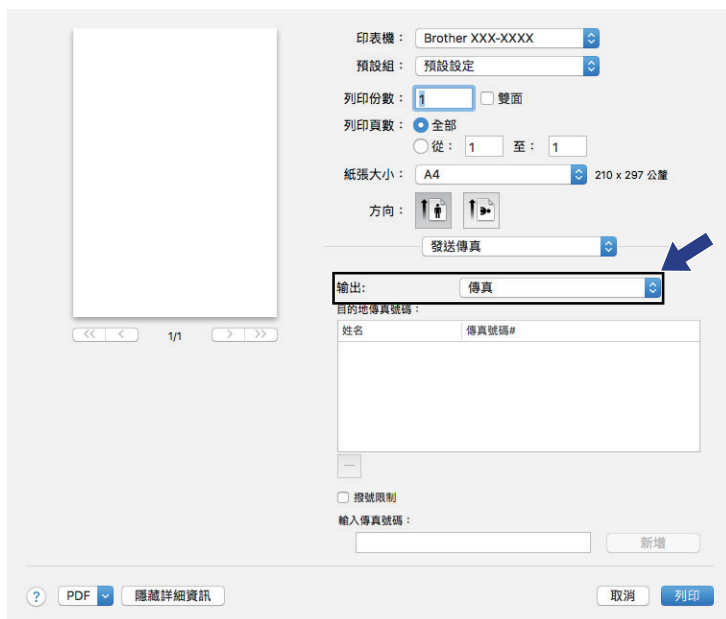 印表機： Brother XXX-XXXX
預設組： 預設設定
列印份數： 1 雙面
列印頁數： 全部
從： 1 至： 1
紙張大小： A4 210 x 297 公釐
方向：
發送傳真
输出: 傳真
目的地傳真號碼：
姓名 傳真號碼#
<< < 1/1 > >>
撥號限制
輸入傳真號碼：
新增
? PDF 隱藏詳細資訊 取消 列印